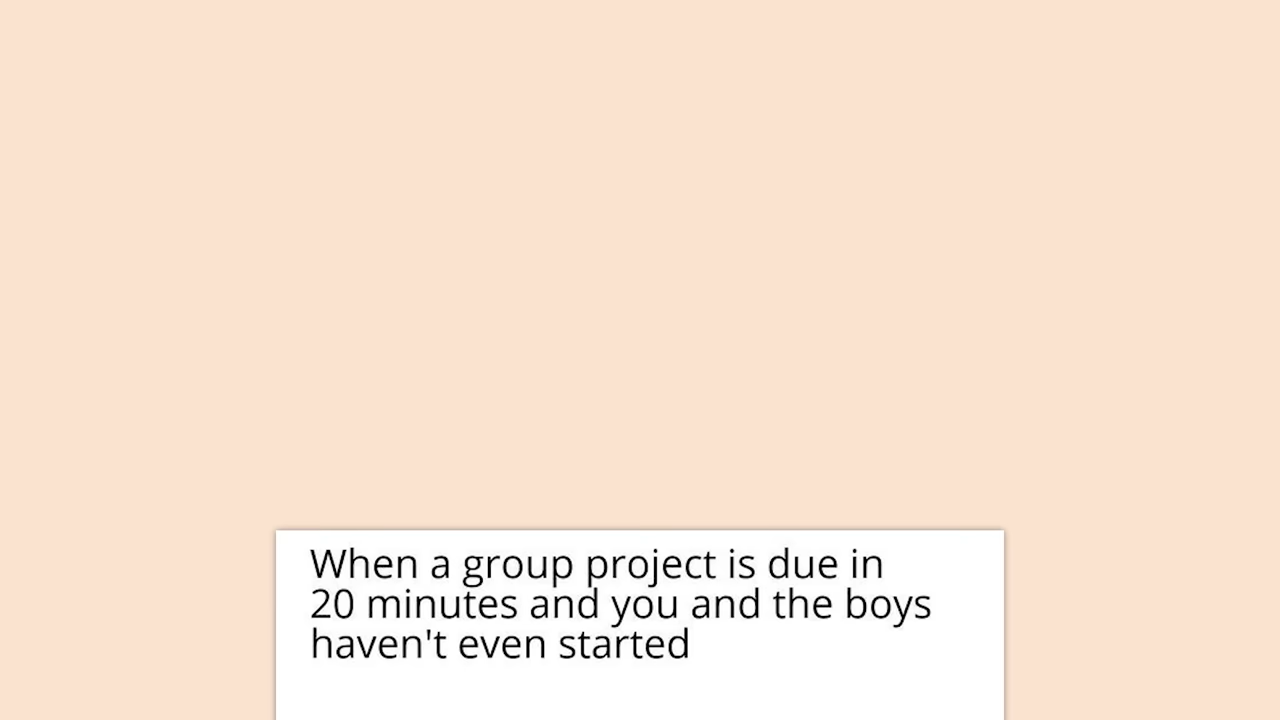 When a group project is due in
20 minutes and you and the boys
haven't even started